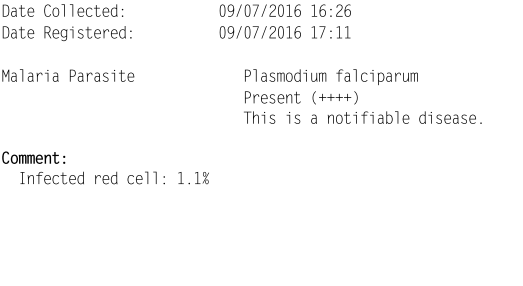 Date Collected: 09/07/2016 16:26
Date Registered: 09/07/2016 17:11
Malaria Parasite Plasmodium falciparum
Present (++++)
This is a notifiable disease.
Comment:
Infected red cell: 1.1%